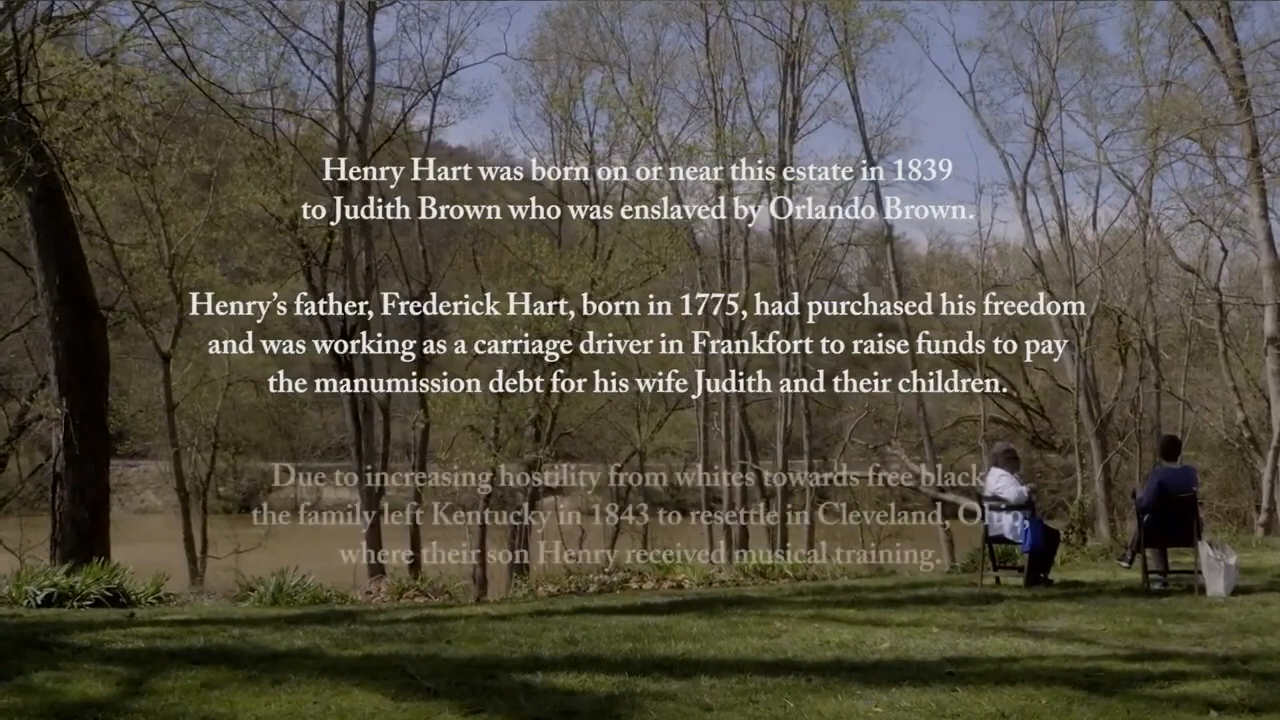 Henry Hart was born on or near this estate in 1839
to Judith Brown who was enslaved by Orlando Brown.
Henry’s father, Frederick Hart, born in 1775, had purchased his freedom
and was working as a carriage driver in Frankfort to raise funds to pay
the manumission debt for his wife Judith and their children.
Due to increasing hostility from whites towards free black
the family left Kentucky in 1843 to resettle in Cleveland, Ohio,
where their son Henry received musical training.